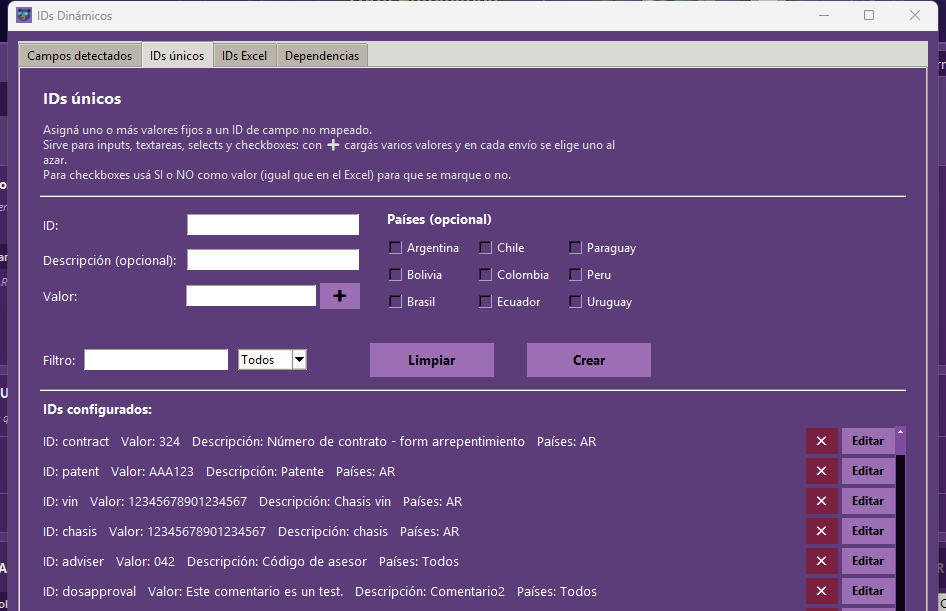 IDs Dinámicos
Campos detectados IDs únicos IDs Excel Dependencias
IDs únicos
Asigná uno o más valores fijos a un ID de campo no mapeado.
Sirve para inputs, textareas, selects y checkboxes: con ➕ cargás varios valores y en cada envío se elige uno al
azar.
Para checkboxes usá SI o NO como valor (igual que en el Excel) para que se marque o no.
ID:
Descripción (opcional):
Valor:
+
Países (opcional)
Argentina Chile Paraguay
Bolivia Colombia Peru
Brasil Ecuador Uruguay
Filtro: Todos Limpiar Crear
IDs configurados:
ID: contract Valor: 324 Descripción: Número de contrato - form arrepentimiento Países: AR X Editar
ID: patent Valor: AAA123 Descripción: Patente Países: AR X Editar
ID: vin Valor: 12345678901234567 Descripción: Chasis vin Países: AR X Editar
ID: chasis Valor: 12345678901234567 Descripción: chasis Países: AR X Editar
ID: adviser Valor: 042 Descripción: Código de asesor Países: Todos X Editar
ID: dosapproval Valor: Este comentario es un test. Descripción: Comentario2 Países: Todos X Editar